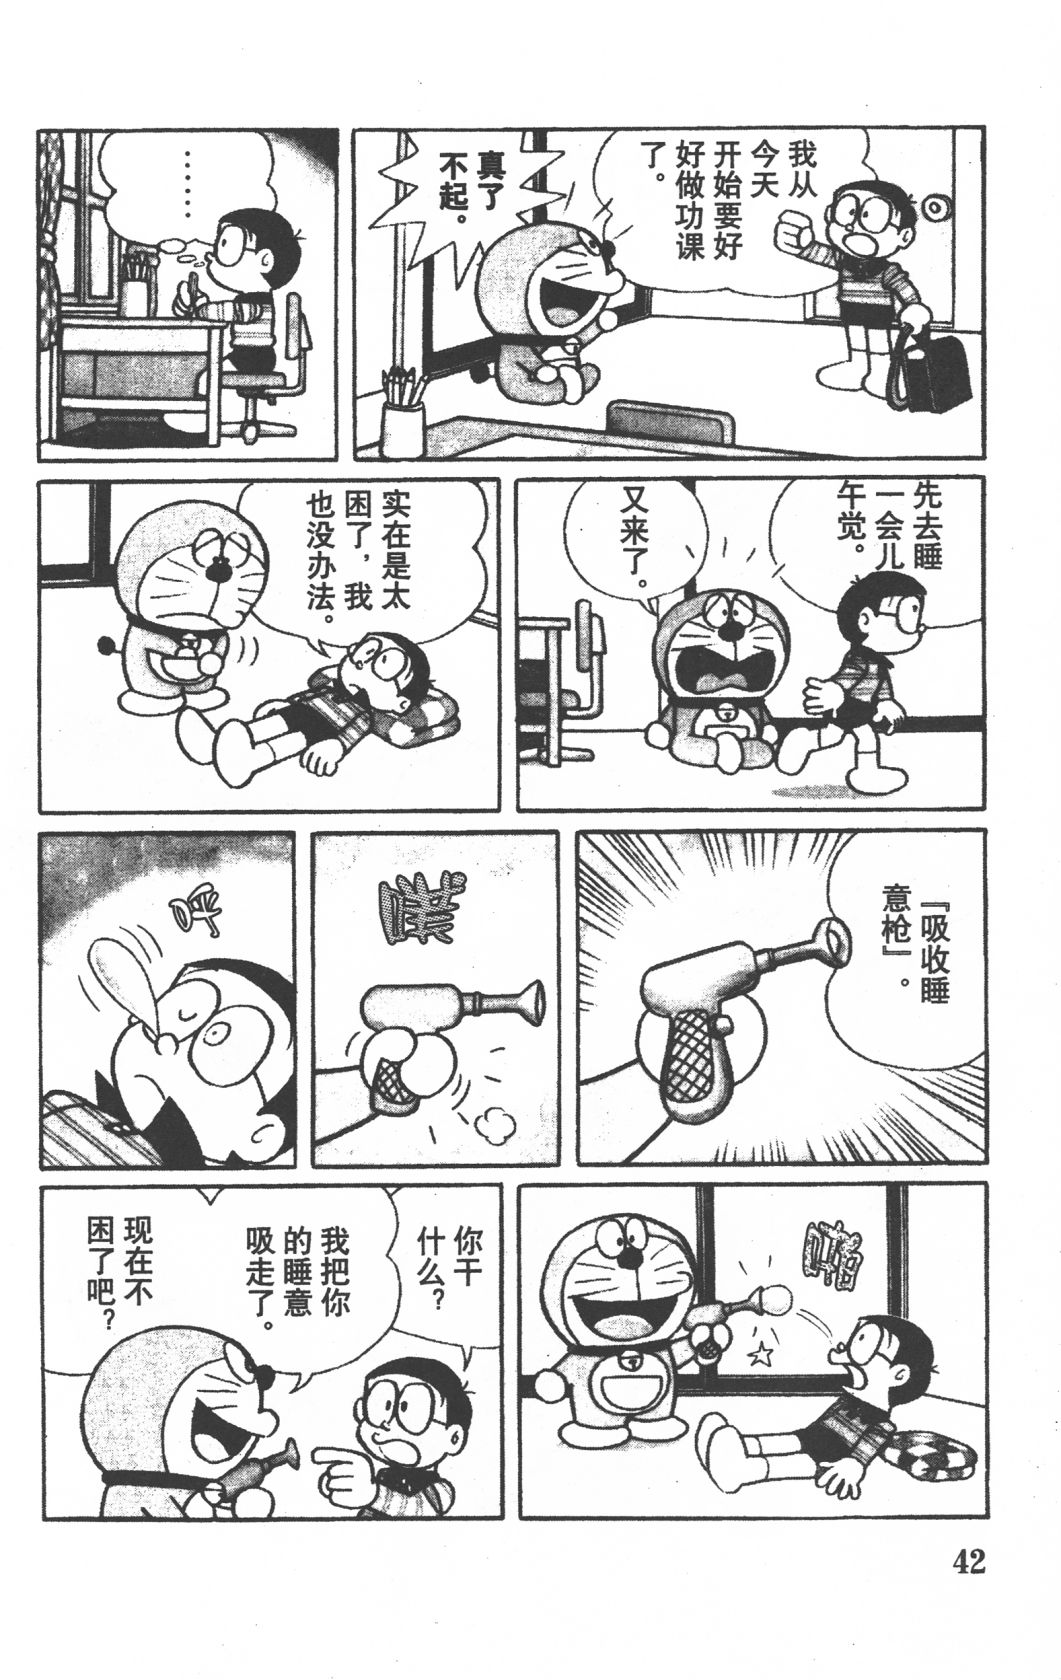 我从
今天
开始要好
好做功课
了。
真了
不起。
……
先去睡
一会儿
午觉。
又来了。
实在是太
困了，我
也没办法。
『吸收睡
意枪』。
噗
呼
啪
你干
什么？
我把你
的睡意
吸走了。
现在不
困了吧？
42